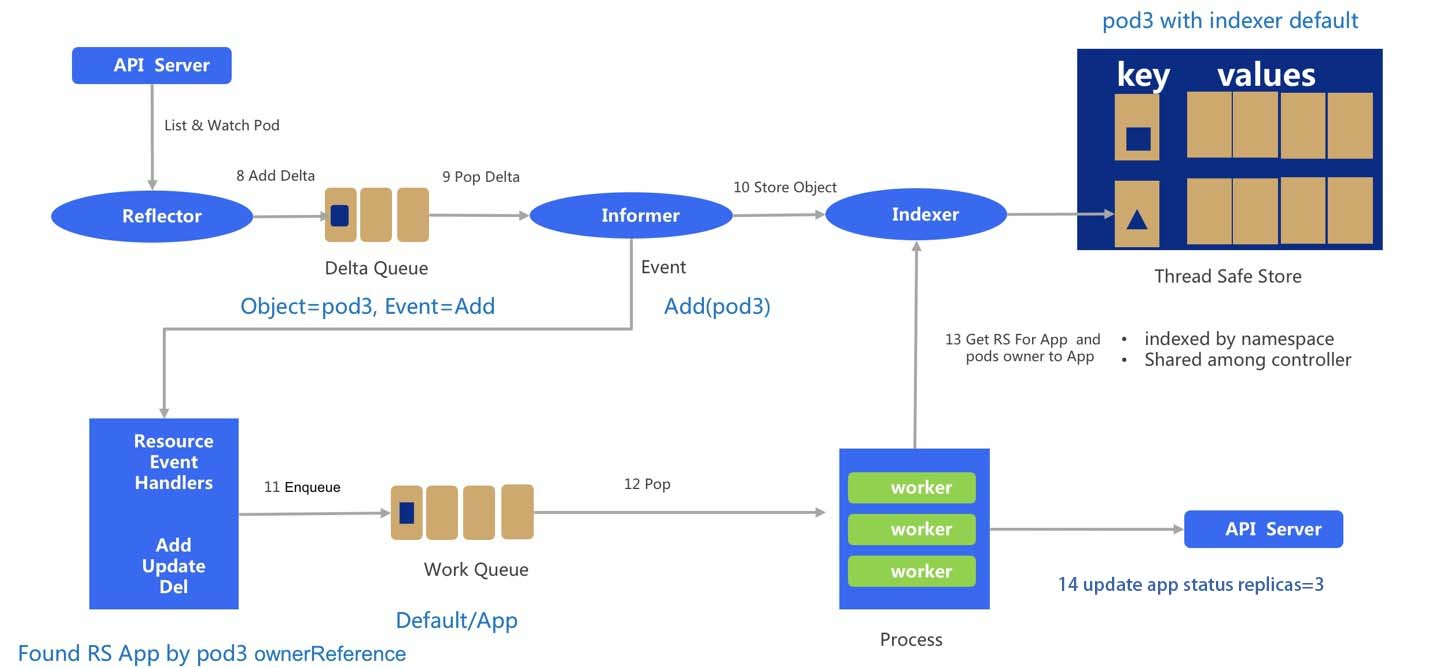 pod3 with indexer default
API Server
key values
List & Watch Pod
8 Add Delta
9 Pop Delta
10 Store Object
Reflector
Informer
Indexer
Delta Queue
Event
Thread Safe Store
Object=pod3, Event=Add
Add(pod3)
13 Get RS For App and
pods owner to App
• indexed by namespace
• Shared among controller
Resource
Event
Handlers
Add
Update
Del
11 Enqueue
12 Pop
worker
worker
worker
API Server
Work Queue
14 update app status replicas=3
Default/App
Process
Found RS App by pod3 ownerReference